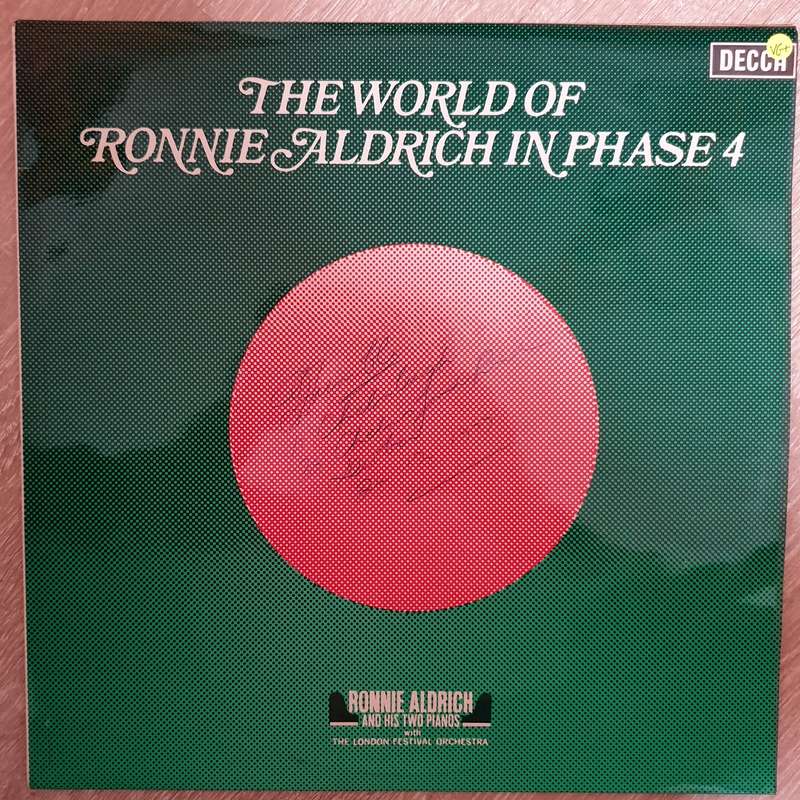 DECCA
VG+
THE WORLD OF
RONNIE ALDRICH IN PHASE 4
RONNIE ALDRICH
AND HIS TWO PIANOS
with
THE LONDON FESTIVAL ORCHESTRA